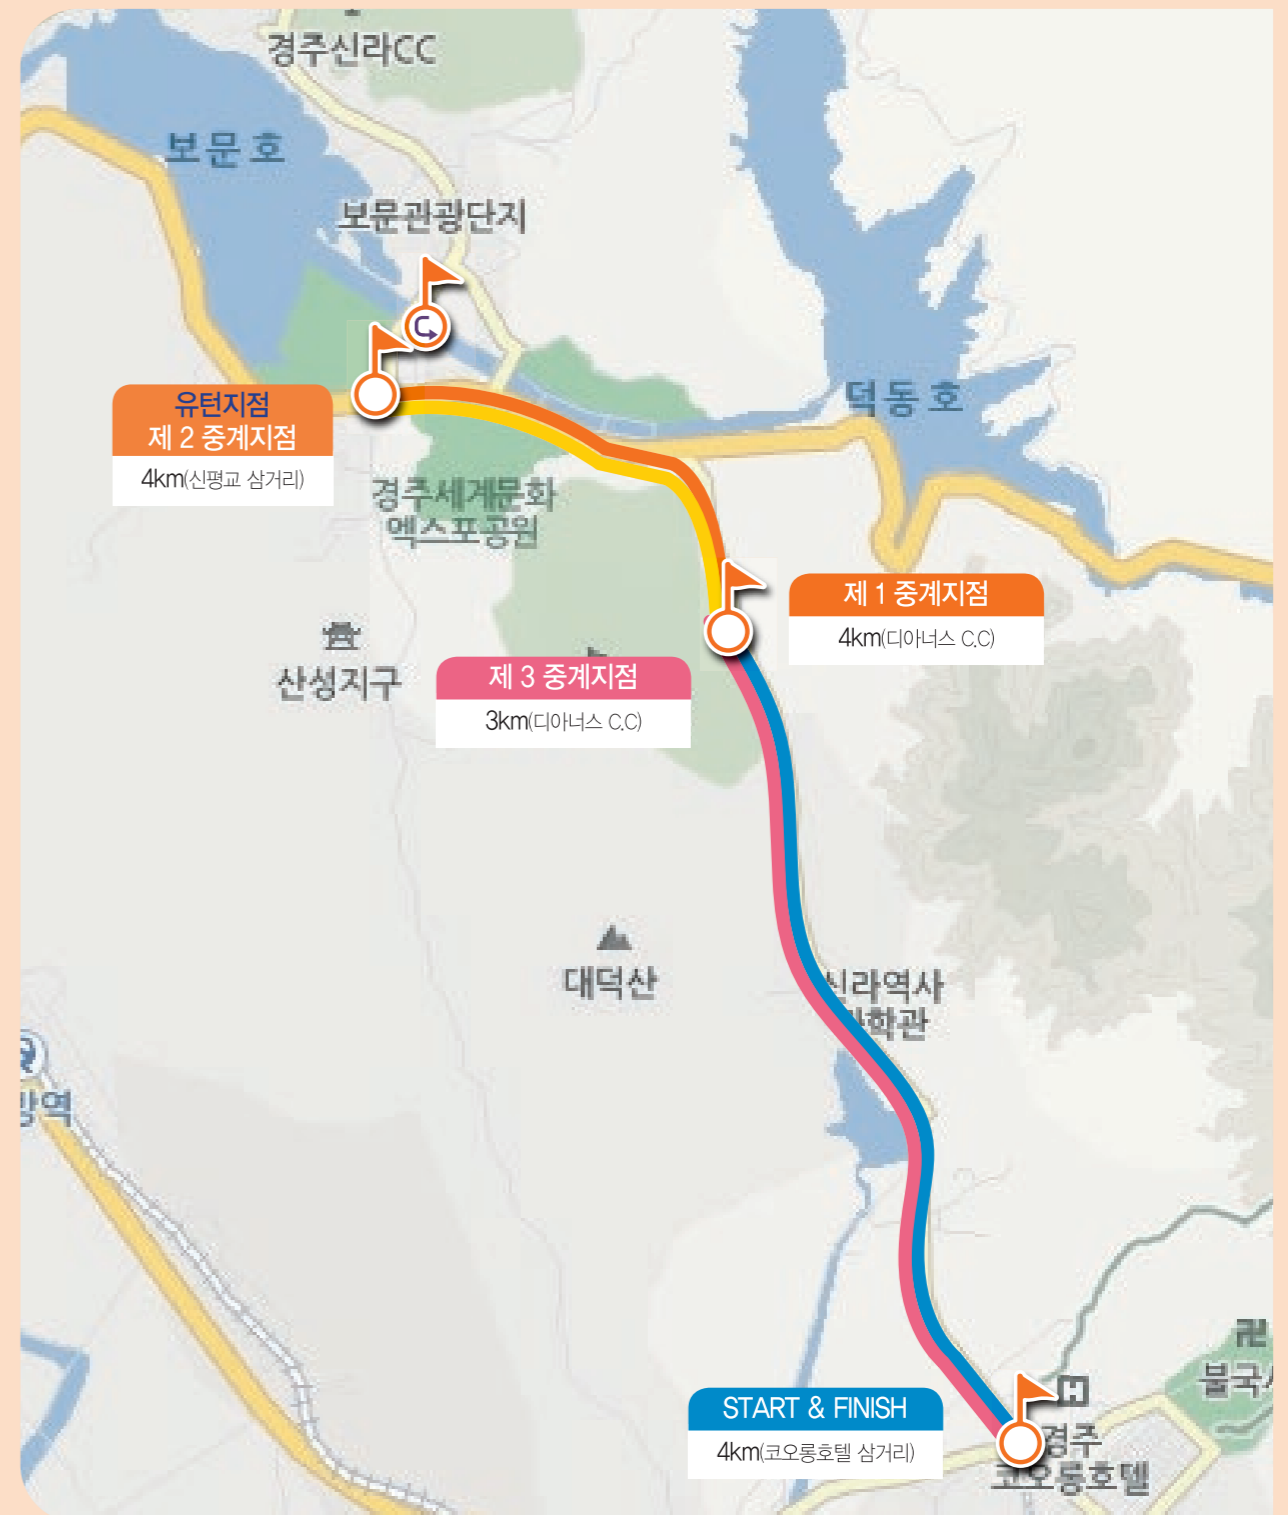 경주신라CC
보문호
보문관광단지
덕동호
유턴지점
제 2 중계지점
4km(신평교 삼거리)
경주세계문화
엑스포공원
제 1 중계지점
4km(디아너스 C.C)
산성지구
제 3 중계지점
3km(디아너스 C.C)
대덕산
신라역사
과학관
방역
불국사
START & FINISH
4km(코오롱호텔 삼거리)
H
경주
코오롱호텔